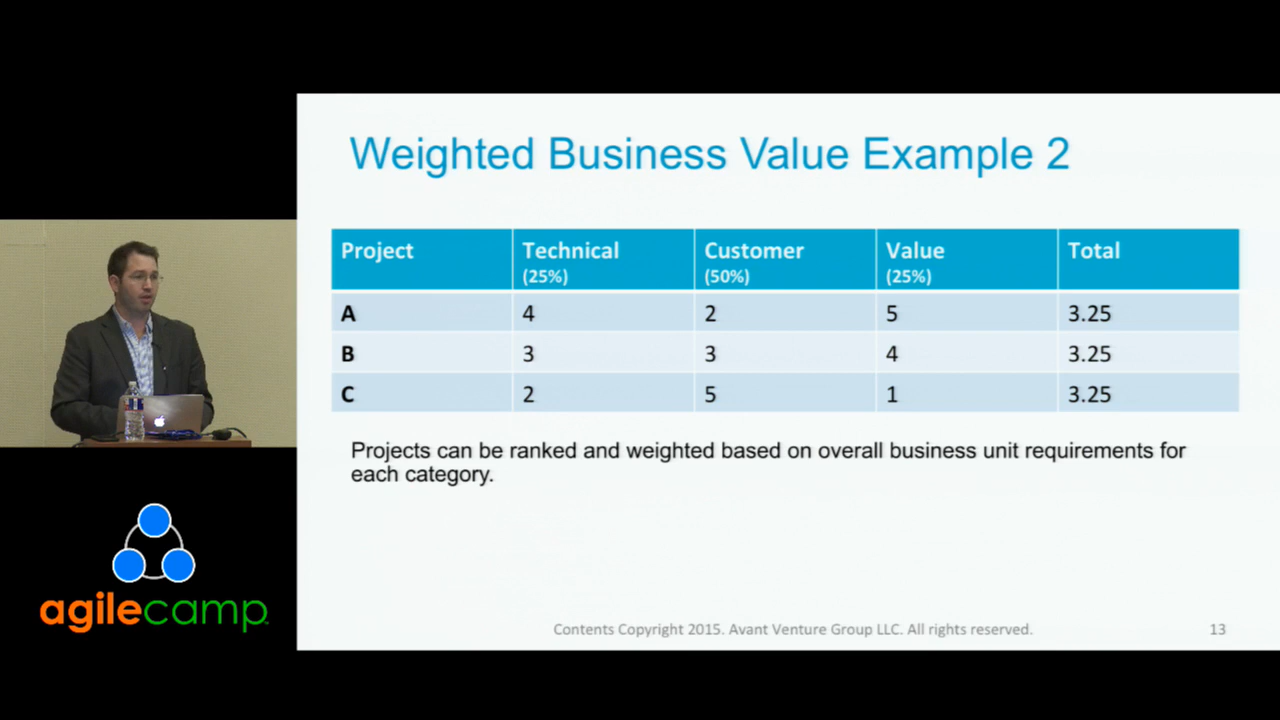 Weighted Business Value Example 2
Project Technical Customer Value Total
(25%) (50%) (25%)
A 4 2 5 3.25
B 3 3 4 3.25
C 2 5 1 3.25
Projects can be ranked and weighted based on overall business unit requirements for
each category.
agilecamp
Contents Copyright 2015. Avant Venture Group LLC. All rights reserved. 13